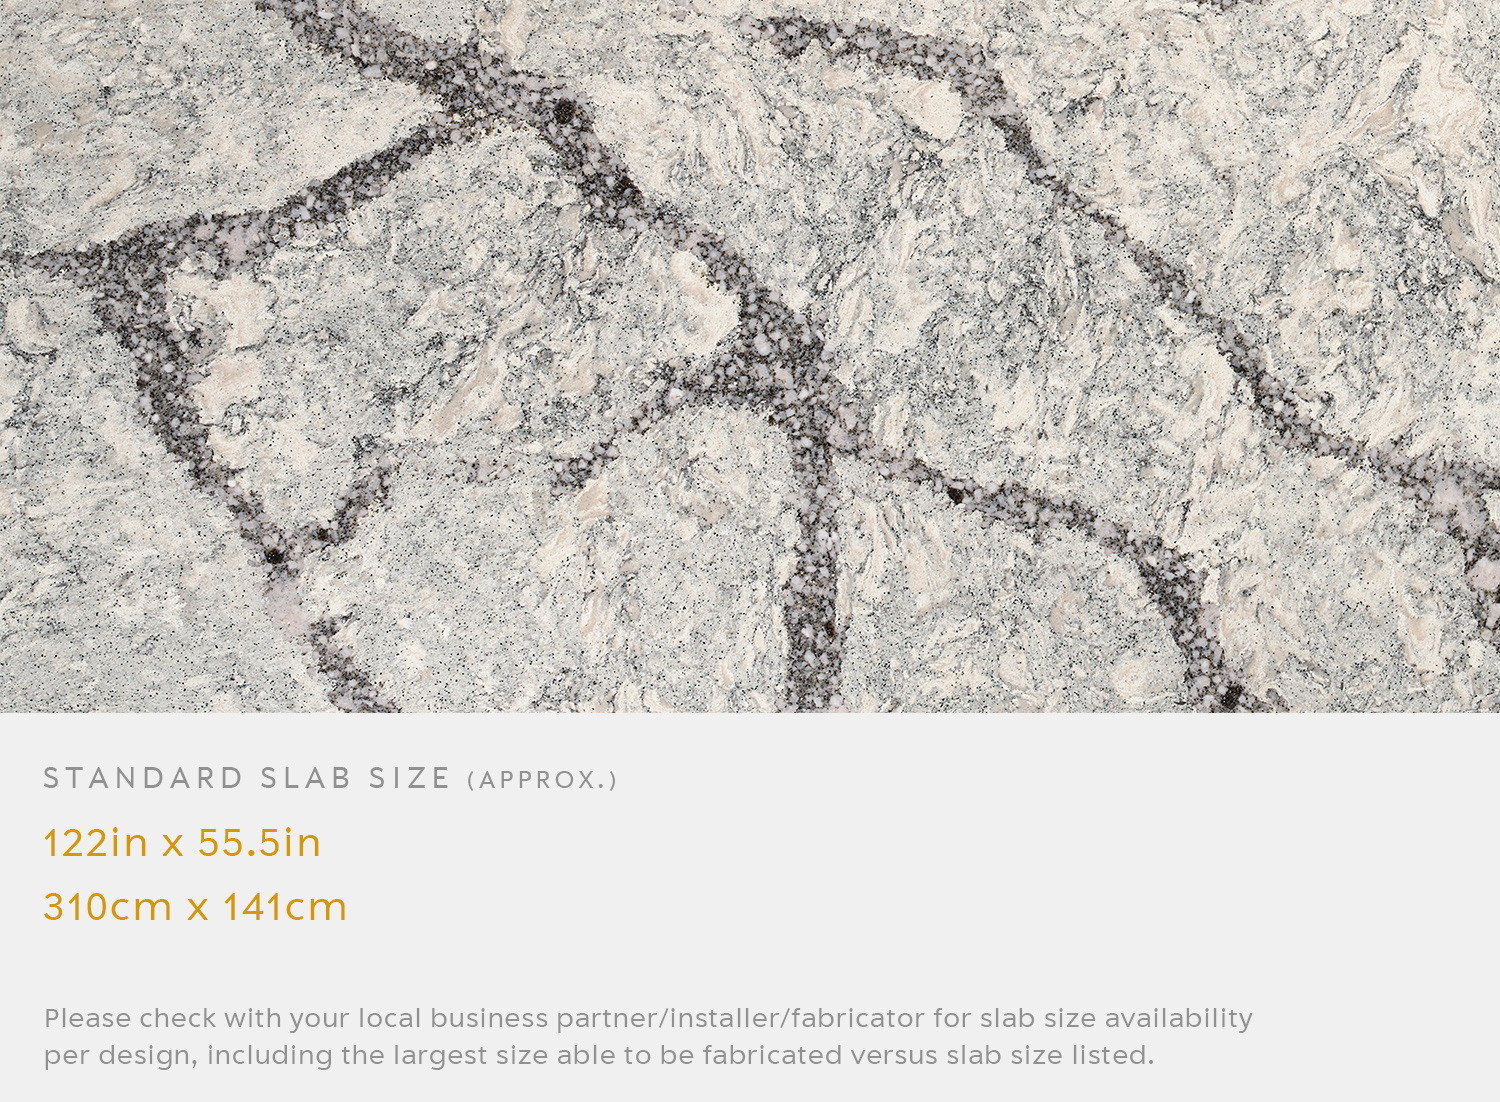 STANDARD SLAB SIZE (APPROX.)
122in x 55.5in
310cm x 141cm
Please check with your local business partner/installer/fabricator for slab size availability
per design, including the largest size able to be fabricated versus slab size listed.